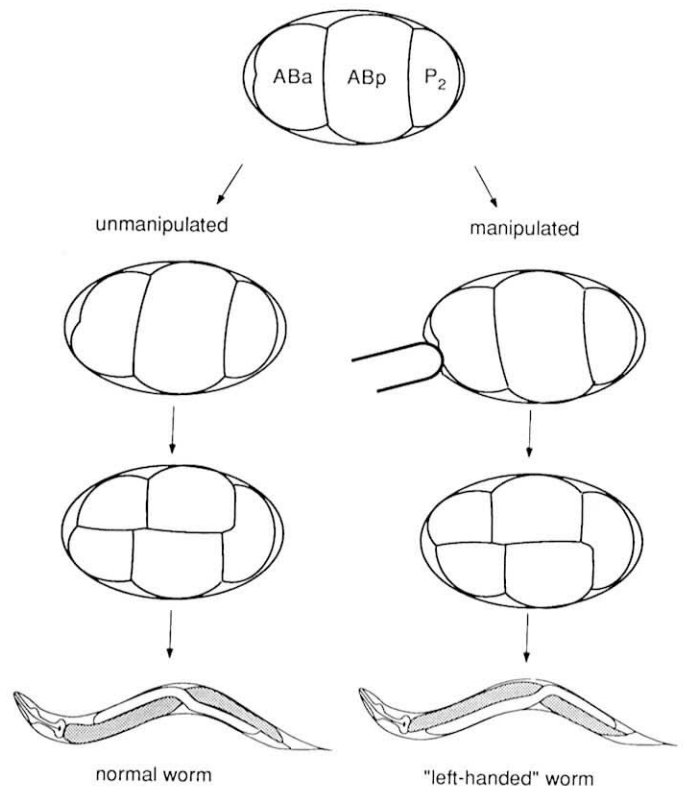 ABa ABp P₂
unmanipulated manipulated
normal worm "left-handed" worm